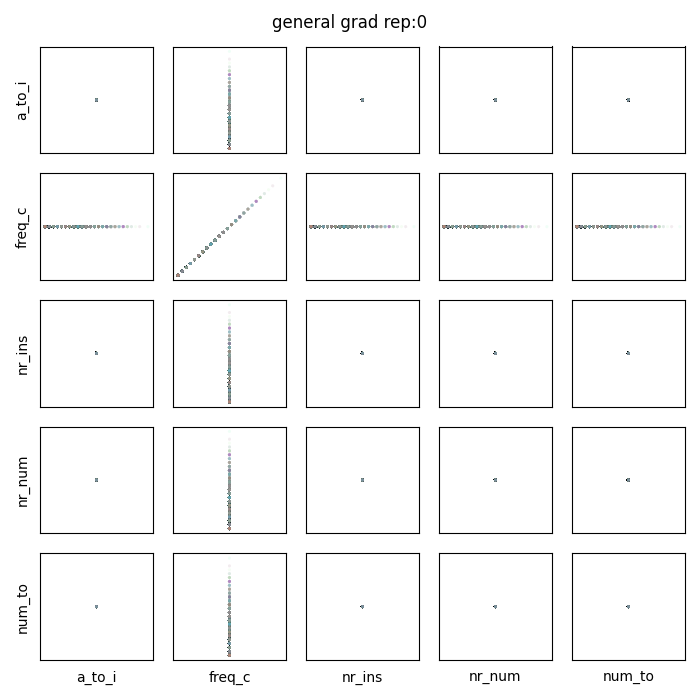 general grad rep:0
a_to_i
freq_c
nr_ins
nr_num
num_to
a_to_i
freq_c
nr_ins
nr_num
num_to